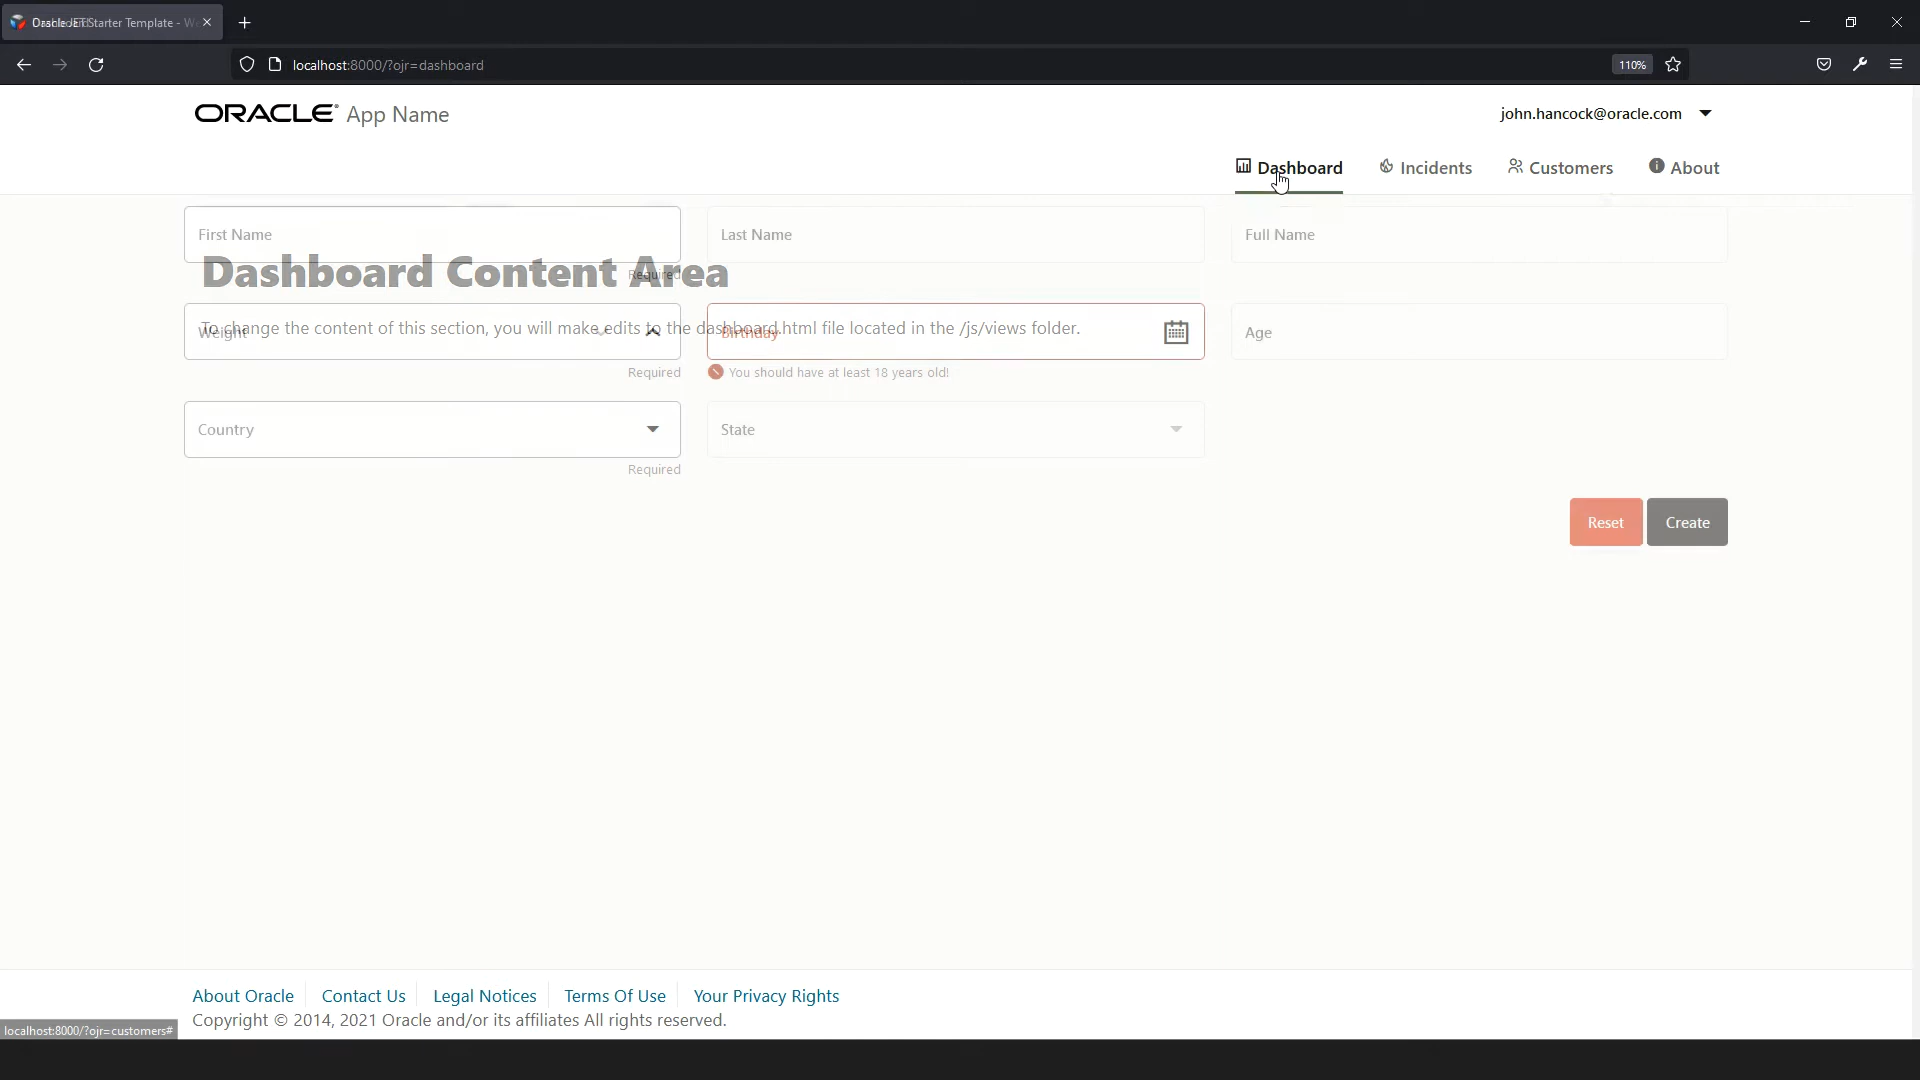 Oracle JET Starter Template - W
localhost:8000/?ojr=dashboard
110%
ORACLE® App Name
john.hancock@oracle.com
Dashboard
Incidents
Customers
About
First Name
Last Name
Full Name
Required
Dashboard Content Area
To change the content of this section, you will make edits to the dashboard.html file located in the /js/views folder.
Weight
Birthday
Age
Required
You should have at least 18 years old!
Country
State
Required
Reset
Create
About Oracle
Contact Us
Legal Notices
Terms Of Use
Your Privacy Rights
Copyright © 2014, 2021 Oracle and/or its affiliates All rights reserved.
localhost:8000/?ojr=customers#